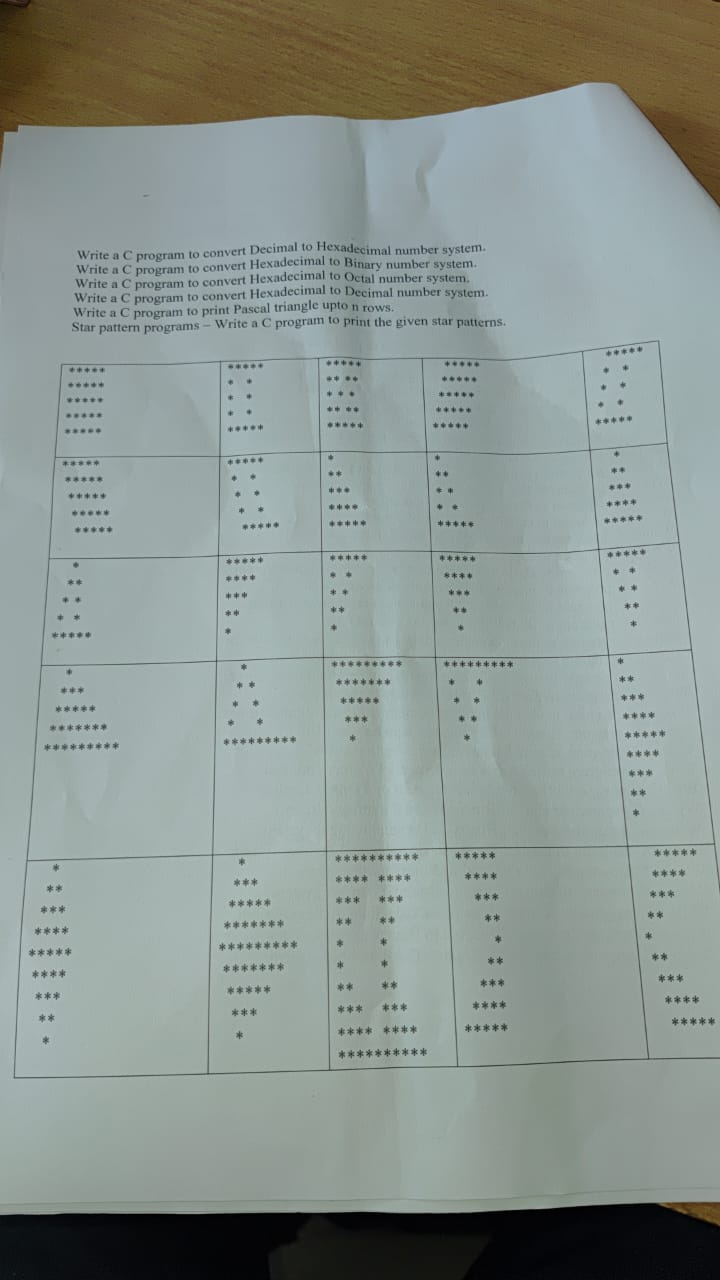 Write a C program to convert Decimal to Hexadecimal number system.
Write a C program to convert Hexadecimal to Binary number system.
Write a C program to convert Hexadecimal to Octal number system.
Write a C program to convert Hexadecimal to Decimal number system.
Write a C program to print Pascal triangle upto n rows.
Star pattern programs – Write a C program to print the given star patterns.
***** ***** ***** ***** *****
***** * * ** ** ***** * *
***** * * * * * ***** * *
***** * * ** ** ***** * *
***** ***** ***** ***** *****
***** ***** * * *
***** * * ** ** **
***** * * *** * * ***
***** * * **** * * ****
***** ***** ***** ***** *****
* ***** ***** ***** *****
** **** * * **** * *
* * *** * * *** * *
* * ** ** ** **
***** * * * *
* * ********* ********* *
*** * * ******* * * **
***** * * ***** * * ***
******* * * *** * * ****
********* ********* * * *****
****
***
**
*
* * ********** ***** *****
** *** **** **** **** ****
*** ***** *** *** *** ***
**** ******* ** ** ** **
***** ********* * * * *
**** ******* * * ** **
*** ***** ** ** *** ***
** *** *** *** **** ****
* * **** **** ***** *****
**********